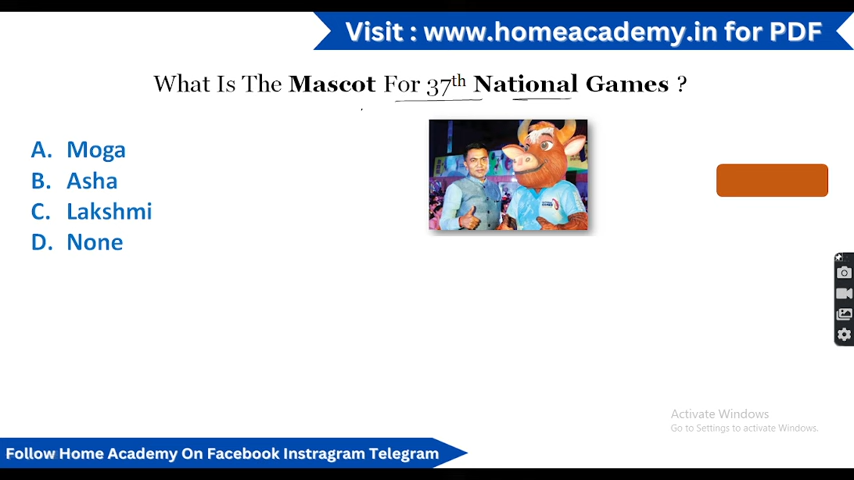 Visit : www.homeacademy.in for PDF
What Is The Mascot For 37th National Games ?
A. Moga
B. Asha
C. Lakshmi
D. None
Activate Windows
Go to Settings to activate Windows.
Follow Home Academy On Facebook Instragram Telegram